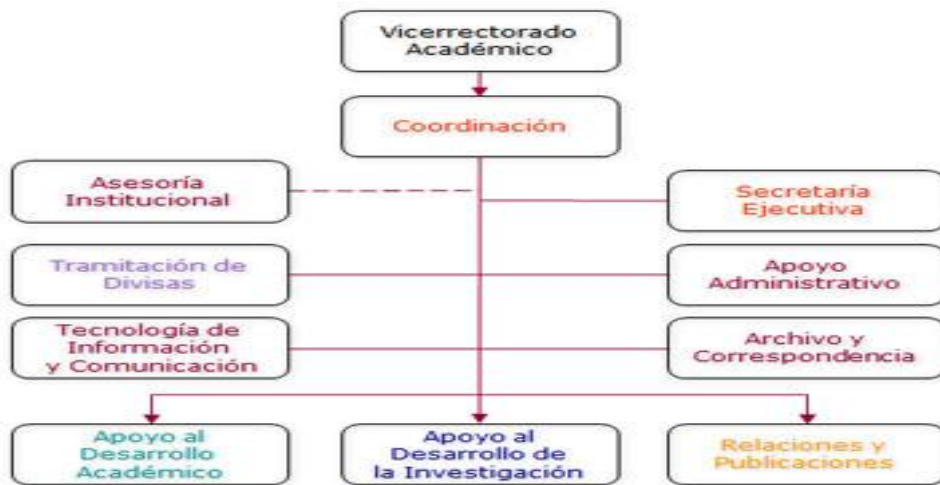 Vicerrectorado
Académico
Coordinación
Asesoría
Institucional
Secretaría
Ejecutiva
Tramitación de
Divisas
Apoyo
Administrativo
Tecnología de
Información
y Comunicación
Archivo y
Correspondencia
Apoyo al
Desarrollo
Académico
Apoyo al
Desarrollo de
la Investigación
Relaciones y
Publicaciones